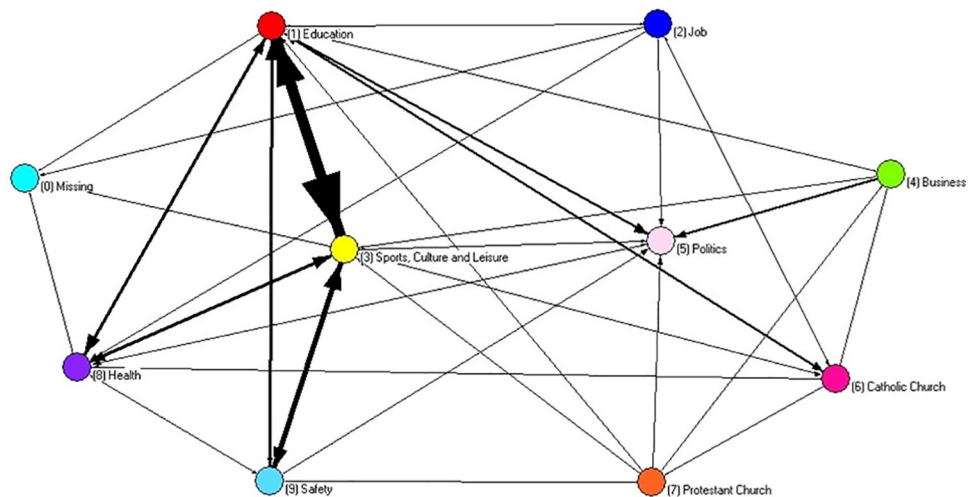 (1) Education
(2) Job
(0) Missing
(4) Business
(5) Politics
(3) Sports, Culture and Leisure
(8) Health
(6) Catholic Church
(9) Safety
(7) Protestant Church